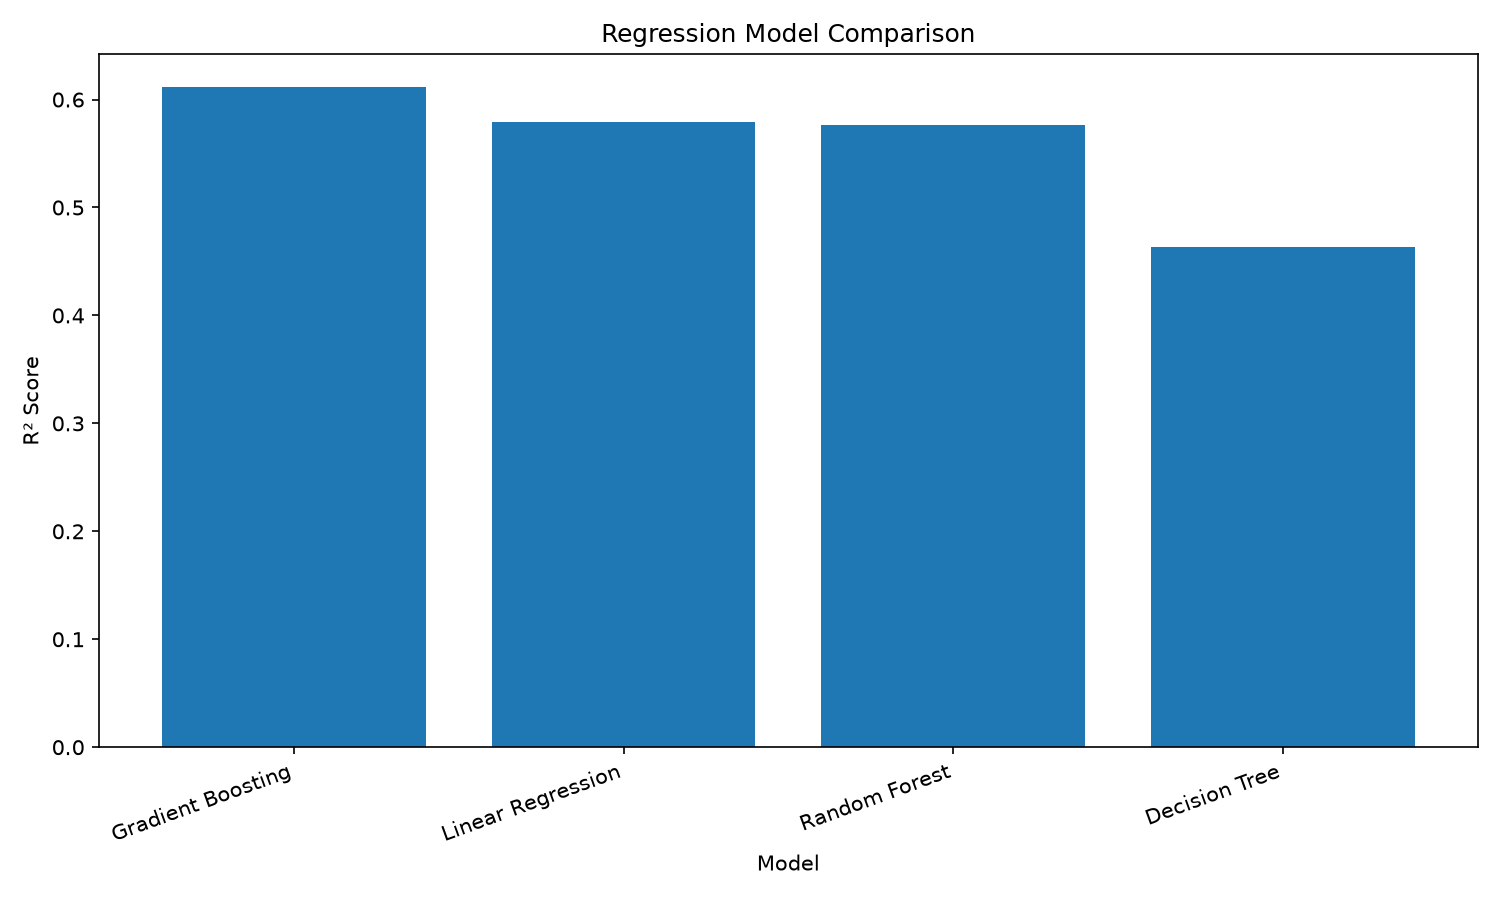 Regression Model Comparison
R² Score
0.6
0.5
0.4
0.3
0.2
0.1
0.0
Gradient Boosting
Linear Regression
Random Forest
Decision Tree
Model